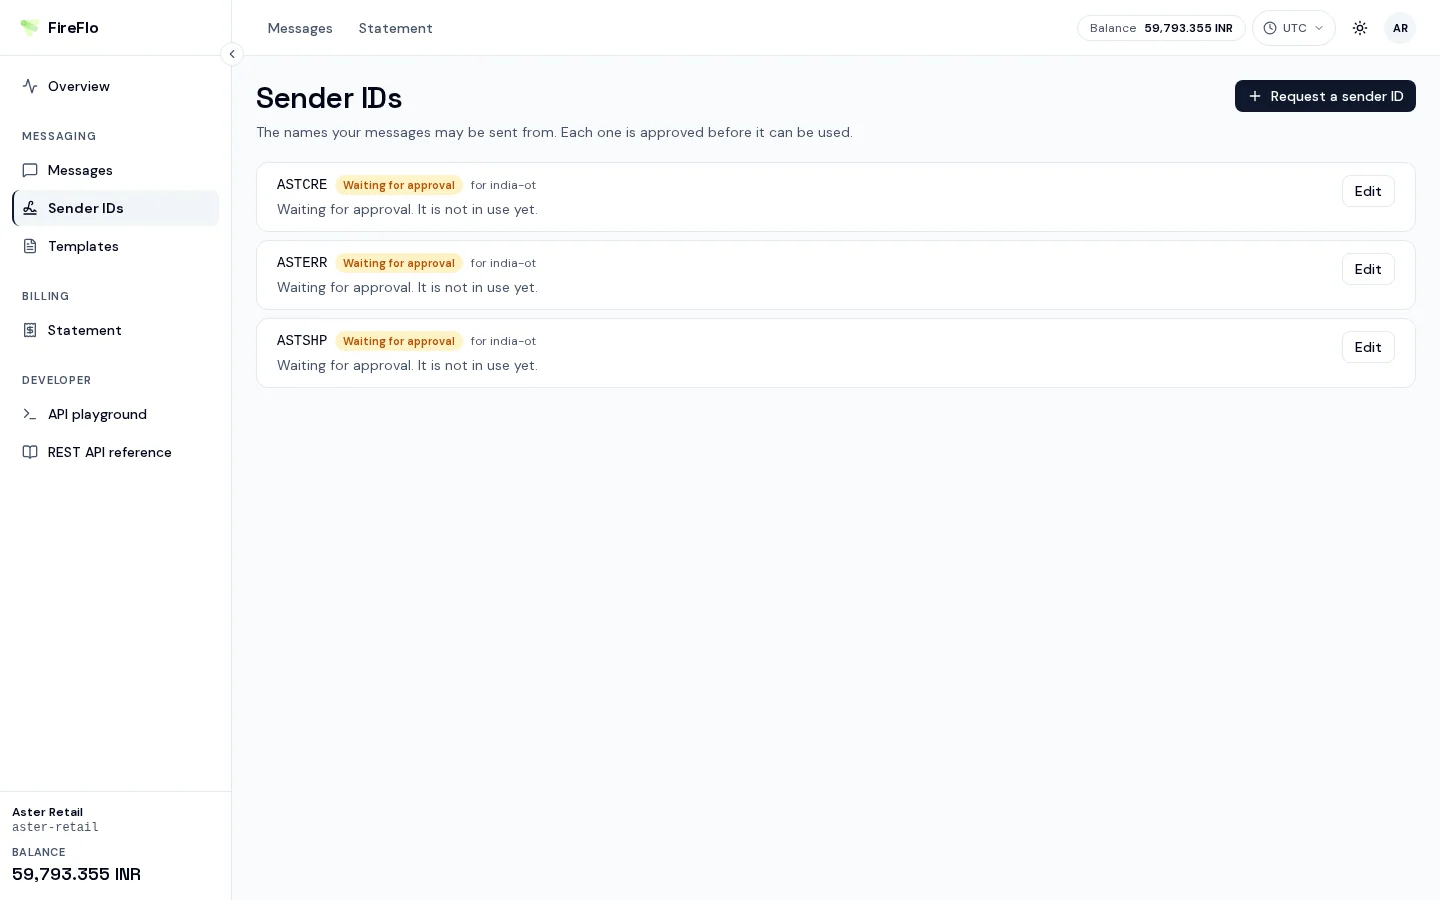 FireFlo
Messages
Statement
Balance 59,793.355 INR
UTC
AR
Overview
MESSAGING
Messages
Sender IDs
Templates
BILLING
Statement
DEVELOPER
API playground
REST API reference
Aster Retail
aster-retail
BALANCE
59,793.355 INR
Sender IDs
Request a sender ID
The names your messages may be sent from. Each one is approved before it can be used.
ASTCRE Waiting for approval for india-ot
Waiting for approval. It is not in use yet.
Edit
ASTERR Waiting for approval for india-ot
Waiting for approval. It is not in use yet.
Edit
ASTSHP Waiting for approval for india-ot
Waiting for approval. It is not in use yet.
Edit